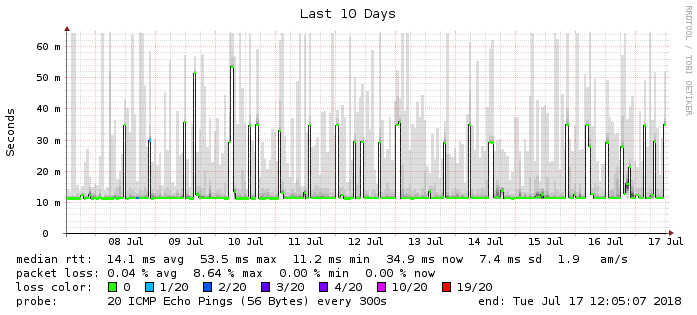 Last 10 Days
RRDTOOL / TOBI OETIKER
Seconds
60 m
50 m
40 m
30 m
20 m
10 m
0
08 Jul 09 Jul 10 Jul 11 Jul 12 Jul 13 Jul 14 Jul 15 Jul 16 Jul 17 Jul
median rtt: 14.1 ms avg 53.5 ms max 11.2 ms min 34.9 ms now 7.4 ms sd 1.9 am/s
packet loss: 0.04 % avg 8.64 % max 0.00 % min 0.00 % now
loss color: 0 1/20 2/20 3/20 4/20 10/20 19/20
probe: 20 ICMP Echo Pings (56 Bytes) every 300s end: Tue Jul 17 12:05:07 2018